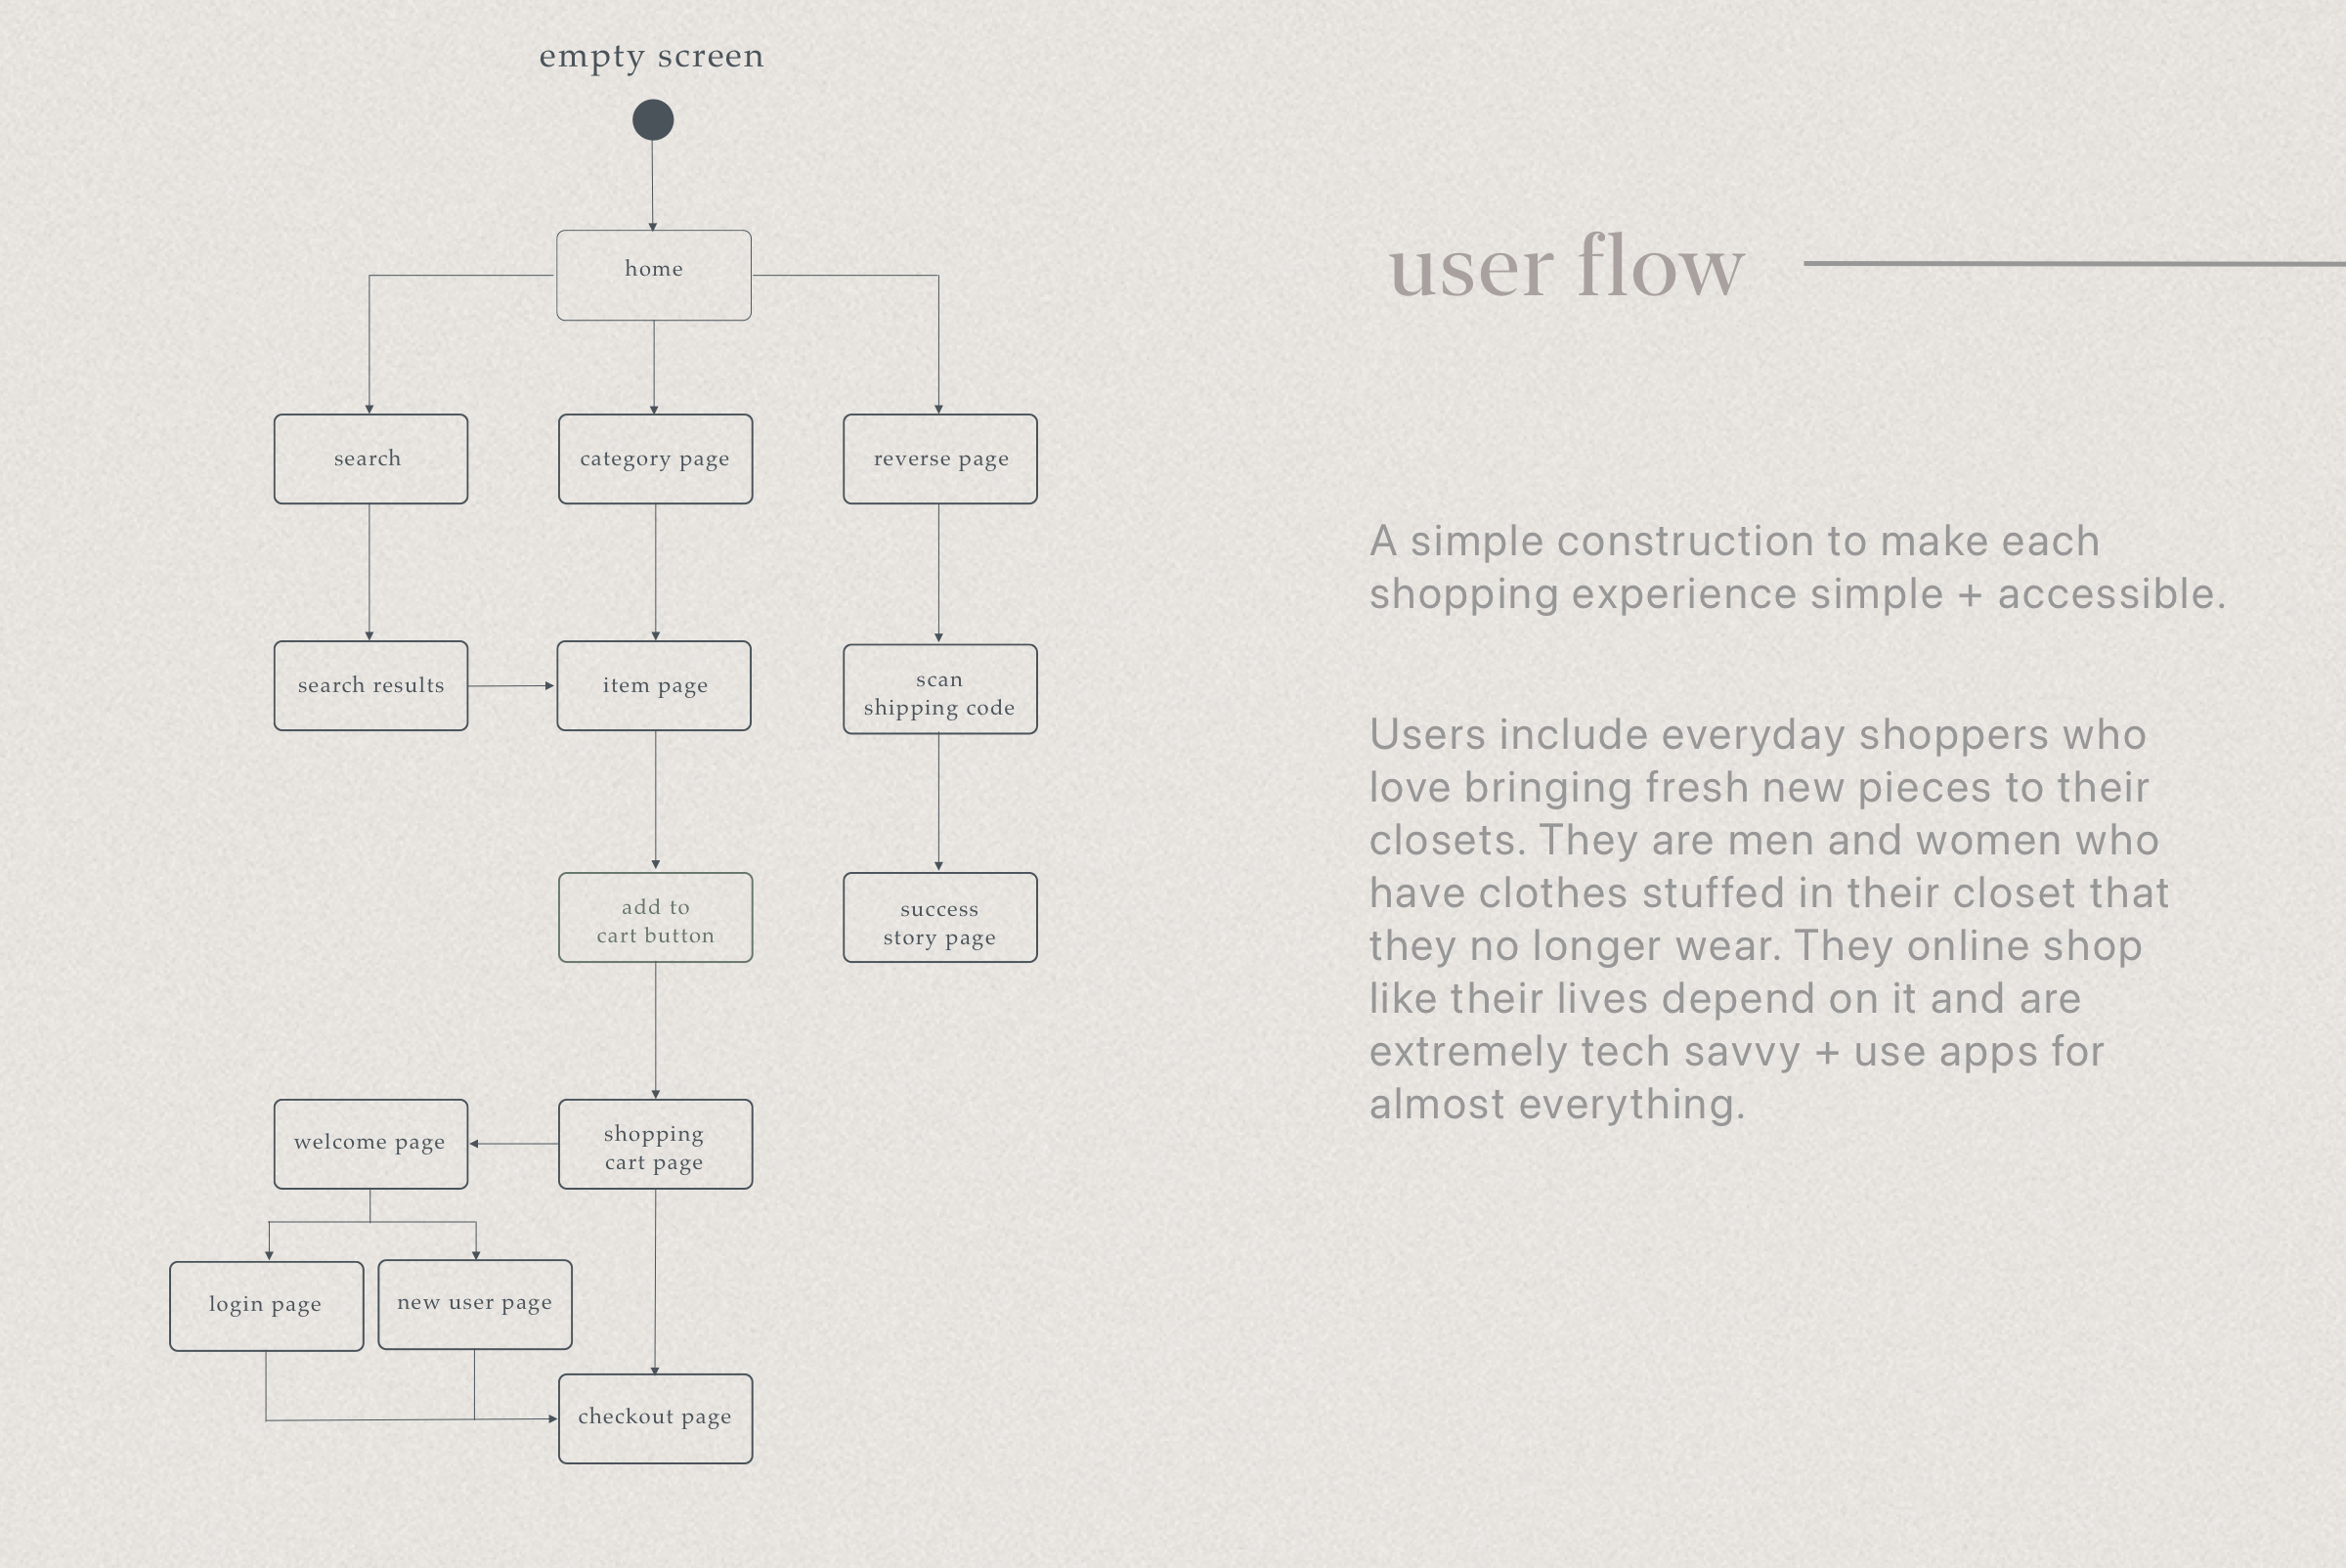 empty screen
home
search
category page
reverse page
search results
item page
scan
shipping code
add to
cart button
success
story page
welcome page
shopping
cart page
login page
new user page
checkout page
user flow
A simple construction to make each
shopping experience simple + accessible.
Users include everyday shoppers who
love bringing fresh new pieces to their
closets. They are men and women who
have clothes stuffed in their closet that
they no longer wear. They online shop
like their lives depend on it and are
extremely tech savvy + use apps for
almost everything.